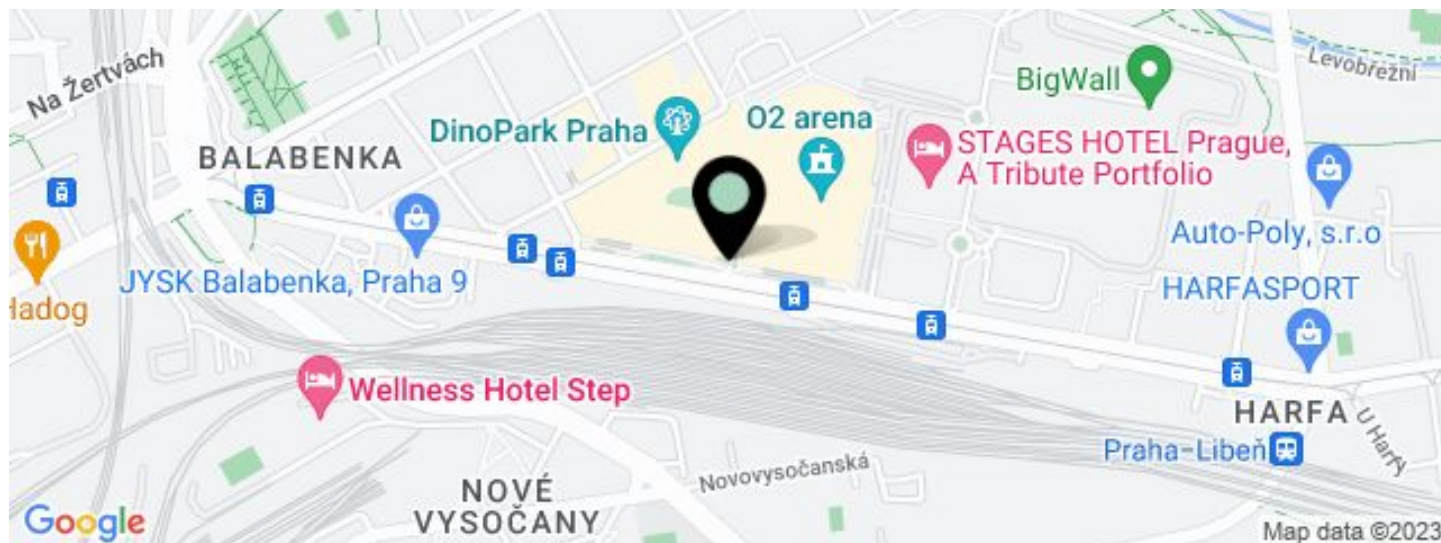 Na Žertvách
BALABENKA
DinoPark Praha
O2 arena
BigWall
Levobřežní
STAGES HOTEL Prague,
A Tribute Portfolio
Auto-Poly, s.r.o
HARFASPORT
JYSK Balabenka, Praha 9
Hadog
Wellness Hotel Step
HARFA
U Harfy
Praha-Libeň
Novovysočanská
NOVÉ
VYSOČANY
Google
Map data ©2023